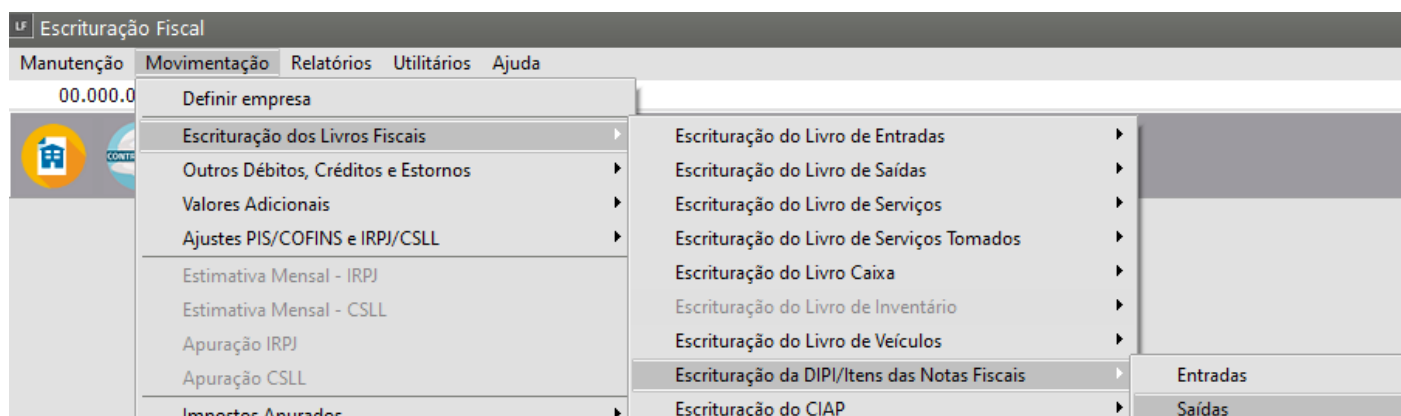 LF Escrituração Fiscal
Manutenção Movimentação Relatórios Utilitários Ajuda
00.000.0
Definir empresa
Escrituração dos Livros Fiscais
Outros Débitos, Créditos e Estornos
Valores Adicionais
Ajustes PIS/COFINS e IRPJ/CSLL
Estimativa Mensal - IRPJ
Estimativa Mensal - CSLL
Apuração IRPJ
Apuração CSLL
Impostos Apurados
Escrituração do Livro de Entradas
Escrituração do Livro de Saídas
Escrituração do Livro de Serviços
Escrituração do Livro de Serviços Tomados
Escrituração do Livro Caixa
Escrituração do Livro de Inventário
Escrituração do Livro de Veículos
Escrituração da DIPI/Itens das Notas Fiscais
Escrituração do CIAP
Entradas
Saídas